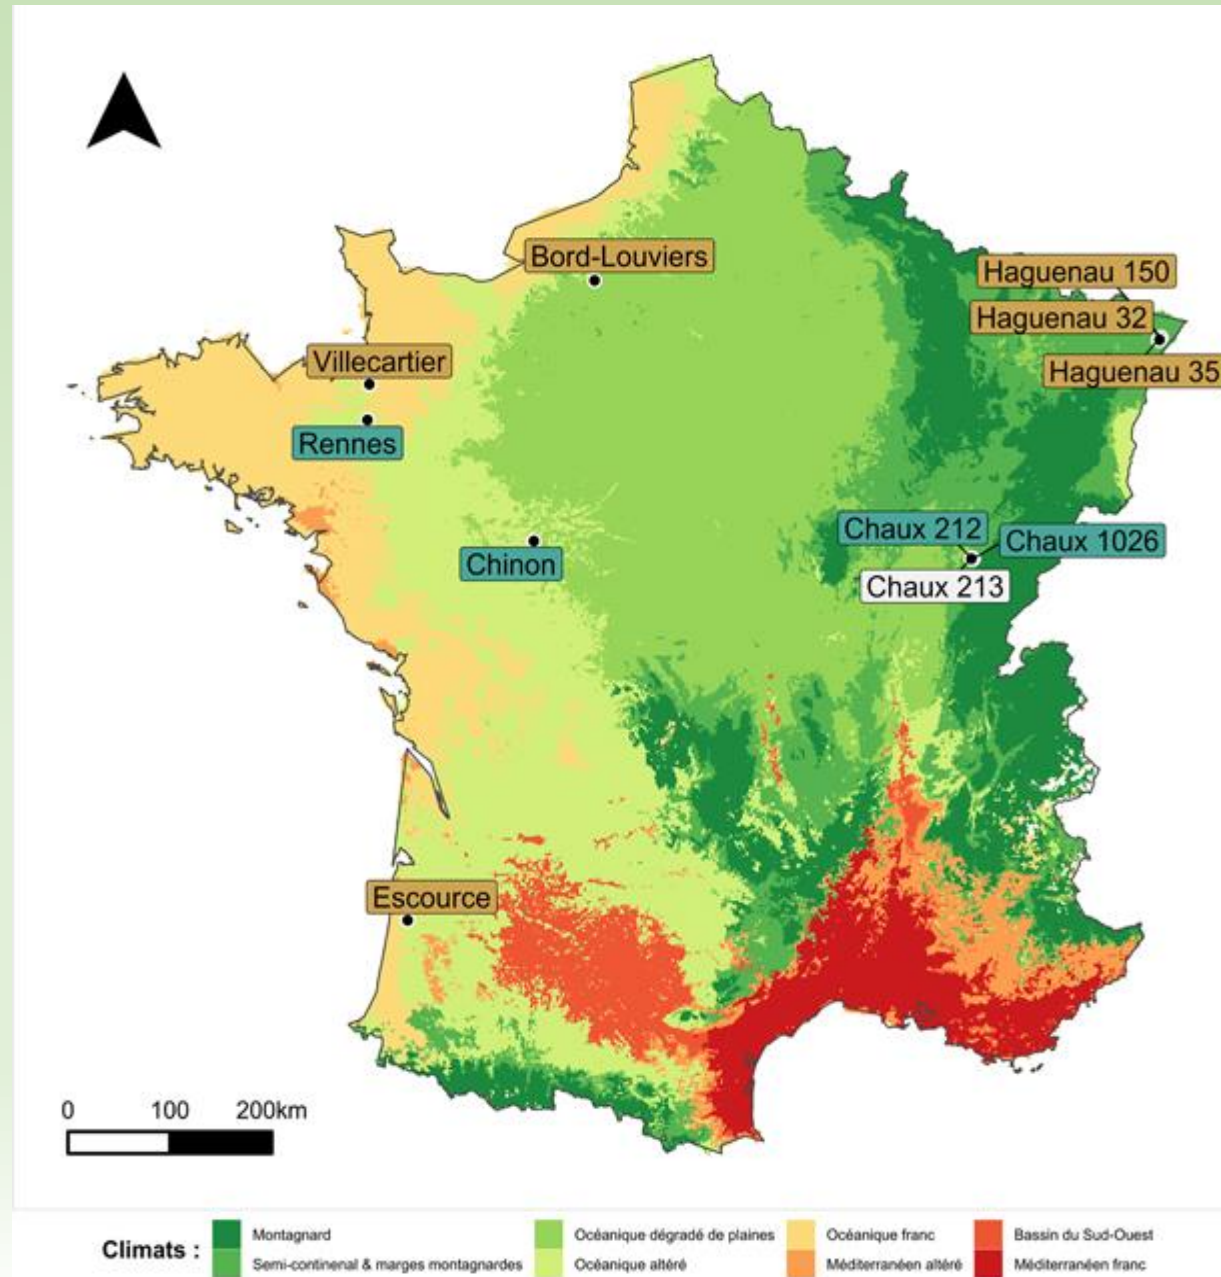 Bord-Louviers
Haguenau 150
Haguenau 32
Villecartier
Haguenau 35
Rennes
Chaux 212
Chaux 1026
Chinon
Chaux 213
Escource
0 100 200km
Climats :
Montagnard
Semi-continenal & marges montagnardes
Océanique dégradé de plaines
Océanique altéré
Océanique franc
Méditerranéen altéré
Bassin du Sud-Ouest
Méditerranéen franc